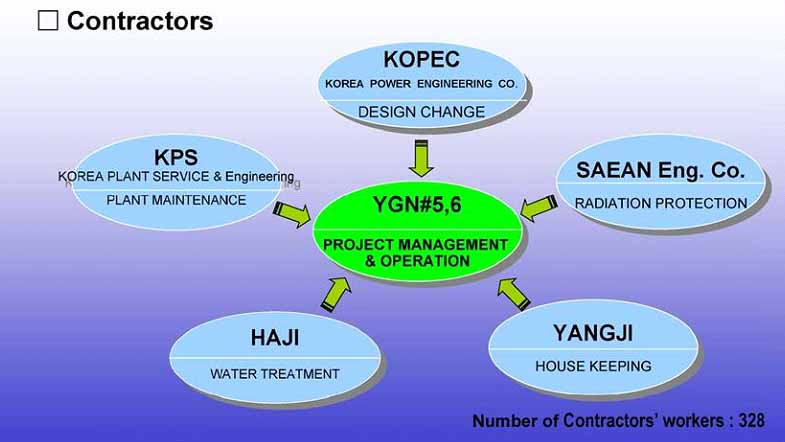 Contractors
KOPEC
KOREA POWER ENGINEERING CO.
DESIGN CHANGE
KPS
KOREA PLANT SERVICE & Engineering
PLANT MAINTENANCE
SAEAN Eng. Co.
RADIATION PROTECTION
YGN#5,6
PROJECT MANAGEMENT
& OPERATION
HAJI
WATER TREATMENT
YANGJI
HOUSE KEEPING
Number of Contractors' workers : 328